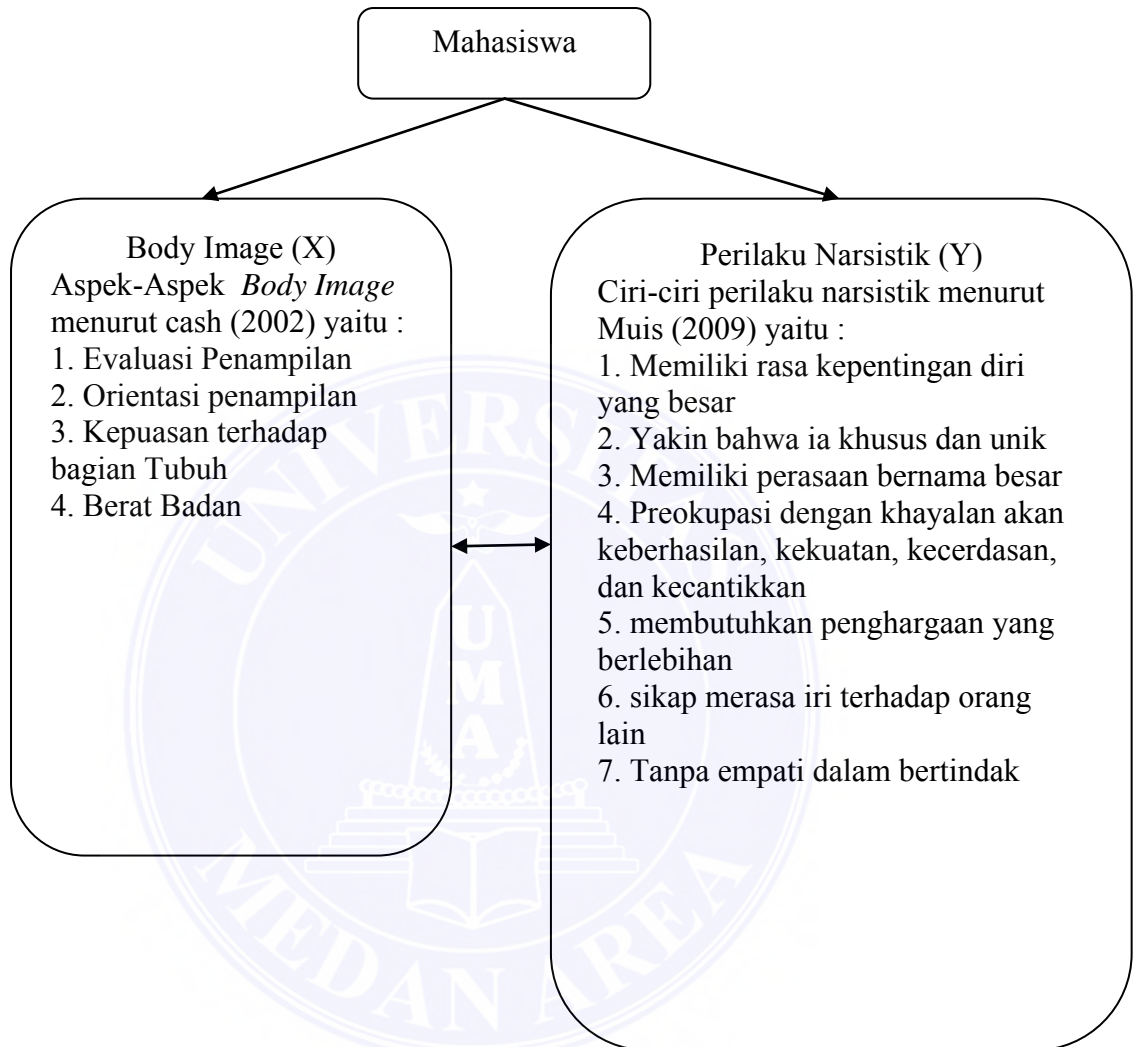 Mahasiswa
Body Image (X)
Aspek-Aspek Body Image
menurut cash (2002) yaitu :
1. Evaluasi Penampilan
2. Orientasi penampilan
3. Kepuasan terhadap
bagian Tubuh
4. Berat Badan
Perilaku Narsistik (Y)
Ciri-ciri perilaku narsistik menurut
Muis (2009) yaitu :
1. Memiliki rasa kepentingan diri
yang besar
2. Yakin bahwa ia khusus dan unik
3. Memiliki perasaan bernama besar
4. Preokupasi dengan khayalan akan
keberhasilan, kekuatan, kecerdasan,
dan kecantikkan
5. membutuhkan penghargaan yang
berlebihan
6. sikap merasa iri terhadap orang
lain
7. Tanpa empati dalam bertindak
UNIVERSITAS
UMA
MEDAN AREA